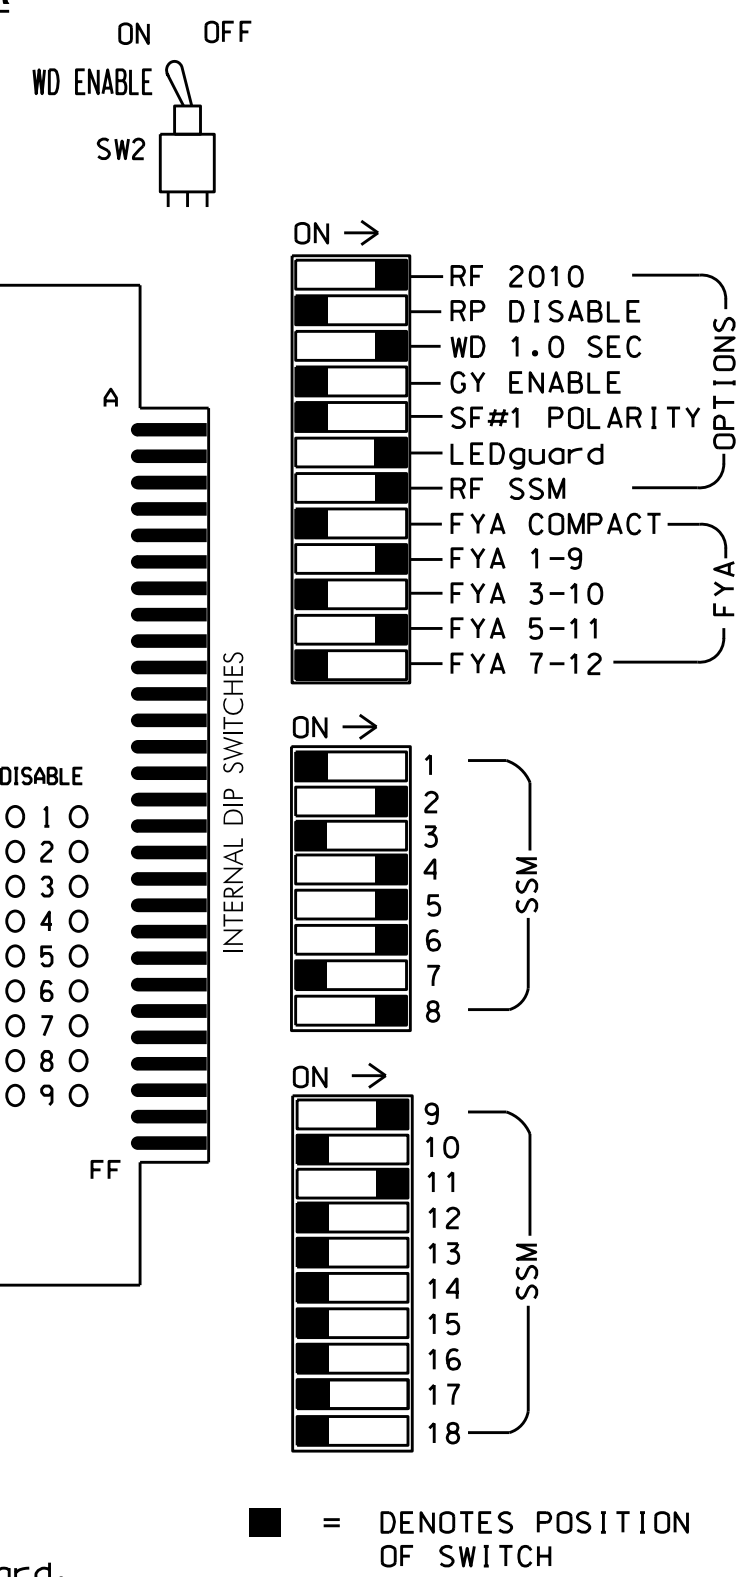 ON OFF
WD ENABLE
SW2
ON
RF 2010
RP DISABLE
WD 1.0 SEC
GY ENABLE
SF#1 POLARITY
LEDguard
RF SSM
OPTIONS
FYA COMPACT
FYA 1-9
FYA 3-10
FYA 5-11
FYA 7-12
FYA
A
FF
INTERNAL DIP SWITCHES
DISABLE
1
2
3
4
5
6
7
8
9
ON
1
2
3
4
5
6
7
8
SSM
ON
9
10
11
12
13
14
15
16
17
18
SSM
= DENOTES POSITION
OF SWITCH